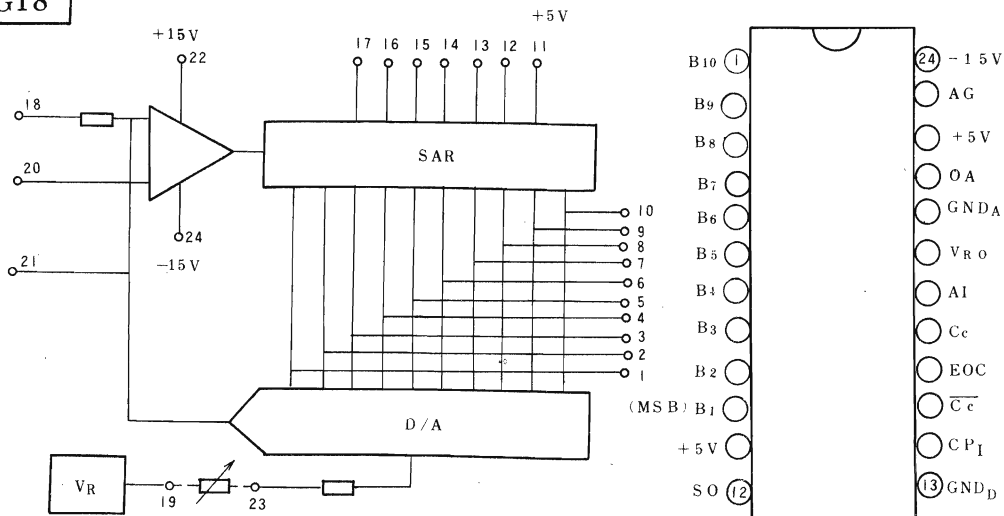 G18
+5V
+15V
22
17 16 15 14 13 12 11
18
SAR
20
24
-15V
21
10
9
8
7
6
5
4
3
2
1
D/A
VR
19
23
B10 1
B9
B8
B7
B6
B5
B4
B3
B2
(MSB) B1
+5V
SO 12
24 -15V
AG
+5V
OA
GNDA
VRO
AI
Cc
EOC
C̅c̅
CPI
13 GNDD